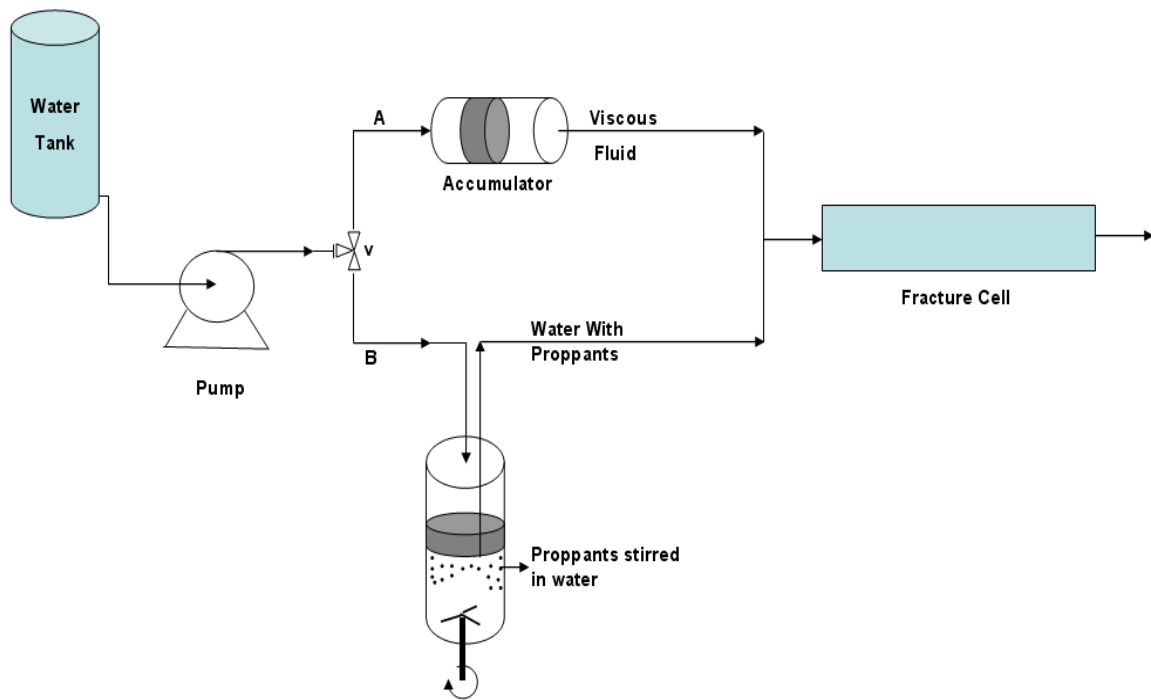 Water
Tank
Pump
V
A
Accumulator
Viscous
Fluid
B
Water With
Proppants
Proppants stirred
in water
Fracture Cell